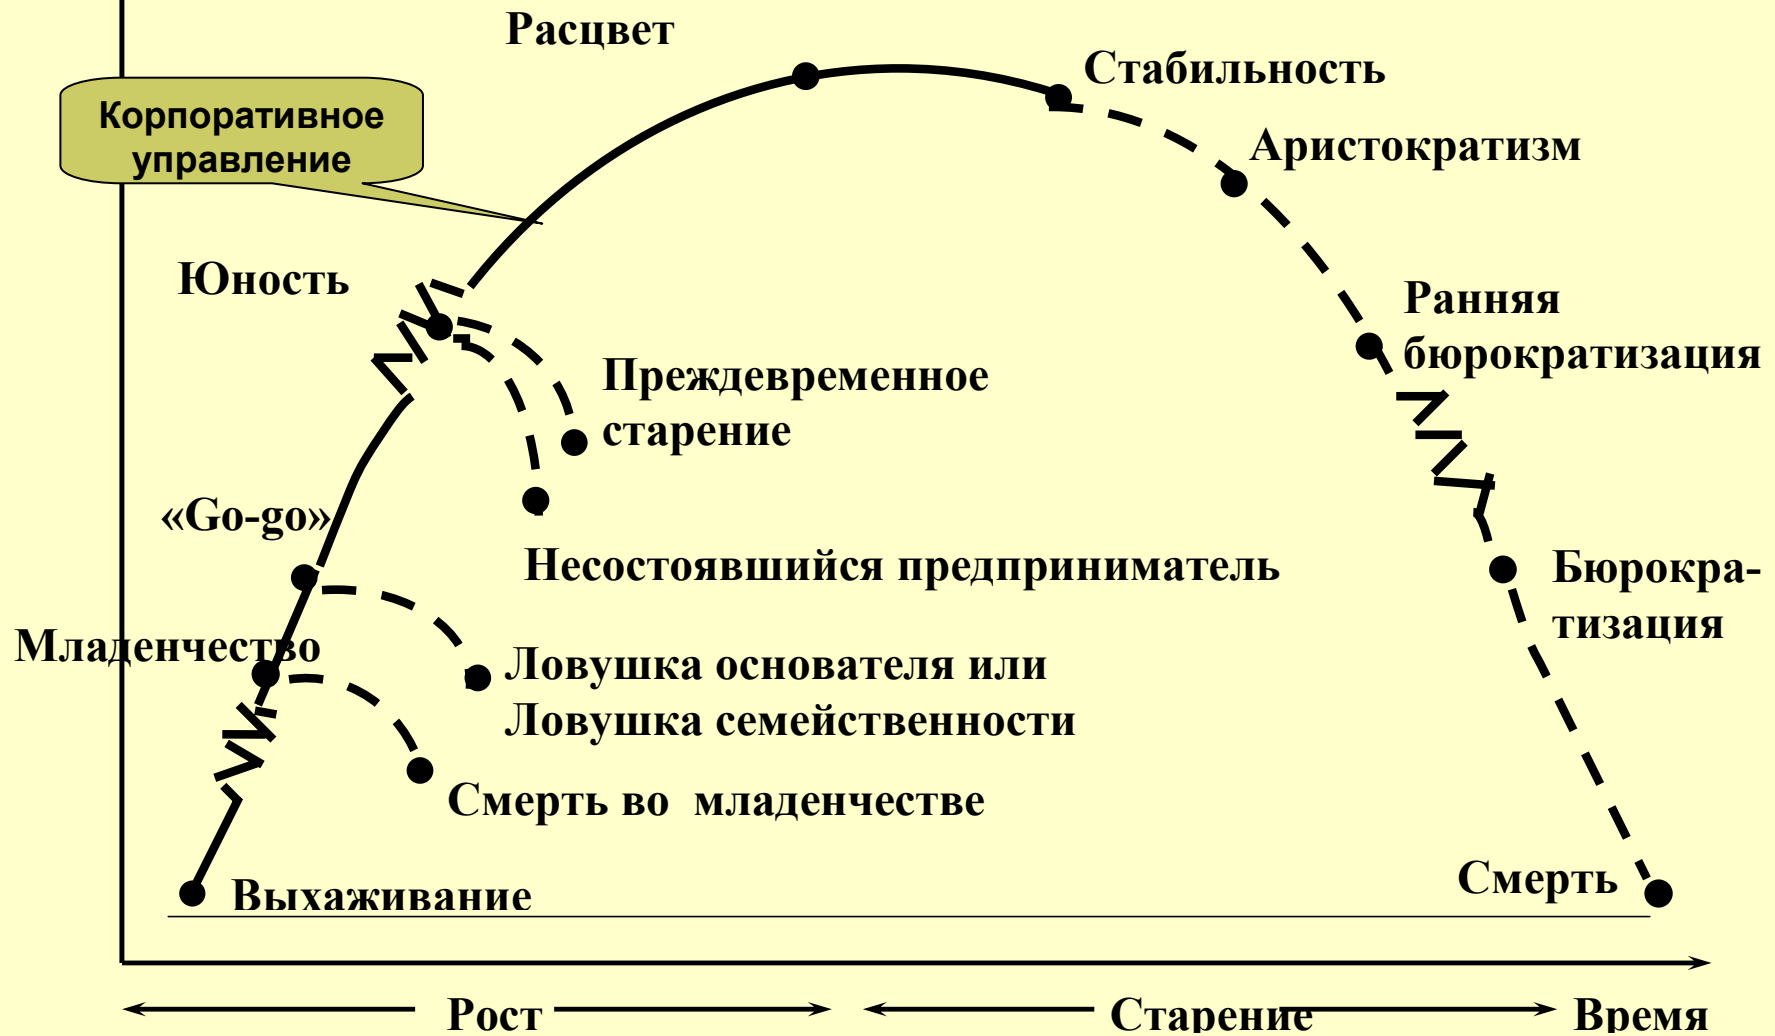 Расцвет
Стабильность
Корпоративное
управление
Аристократизм
Юность
Ранняя
бюрократизация
Преждевременное
старение
«Go-go»
Несостоявшийся предприниматель
Бюрокра-
тизация
Младенчество
Ловушка основателя или
Ловушка семейственности
Смерть во младенчестве
Смерть
Выхаживание
Рост
Старение
Время